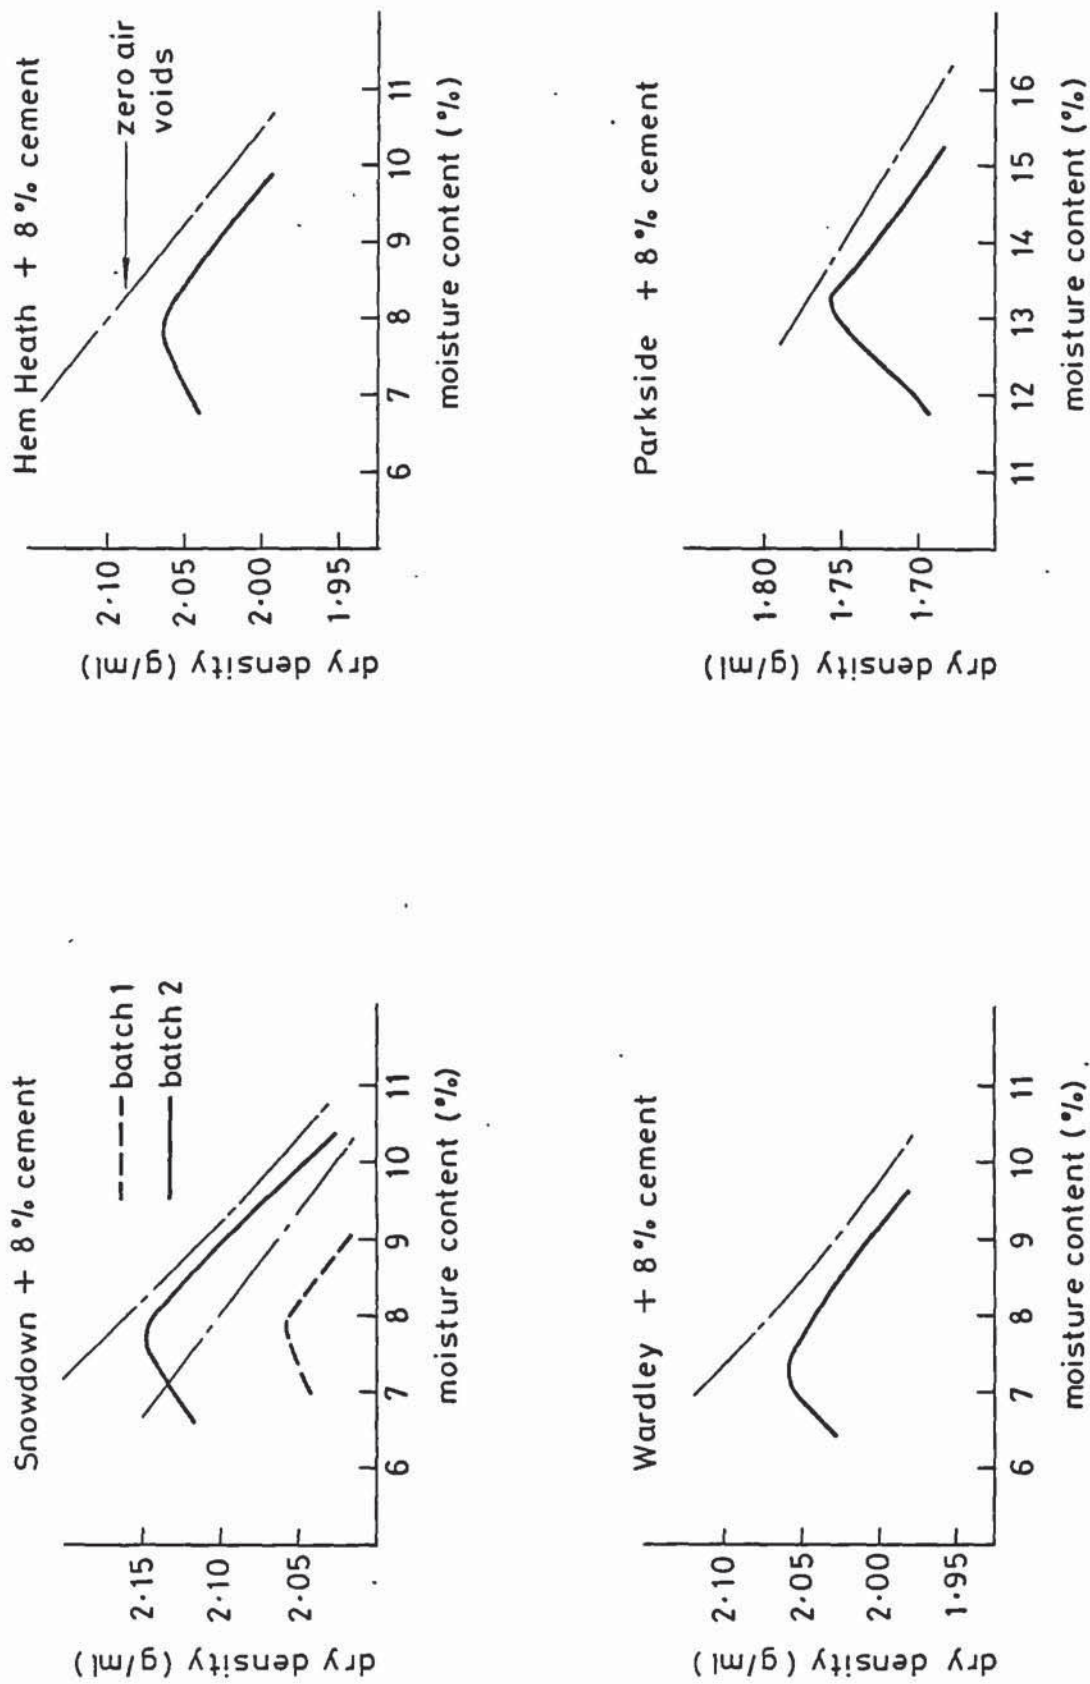 Snowdown + 8% cement
batch 1
batch 2
dry density (g/ml)
2·15
2·10
2·05
6 7 8 9 10 11
moisture content (%)
Hem Heath + 8% cement
zero air
voids
dry density (g/ml)
2·10
2·05
2·00
1·95
6 7 8 9 10 11
moisture content (%)
Wardley + 8% cement
dry density (g/ml)
2·10
2·05
2·00
1·95
6 7 8 9 10 11
moisture content (%)
Parkside + 8% cement
dry density (g/ml)
1·80
1·75
1·70
11 12 13 14 15 16
moisture content (%)